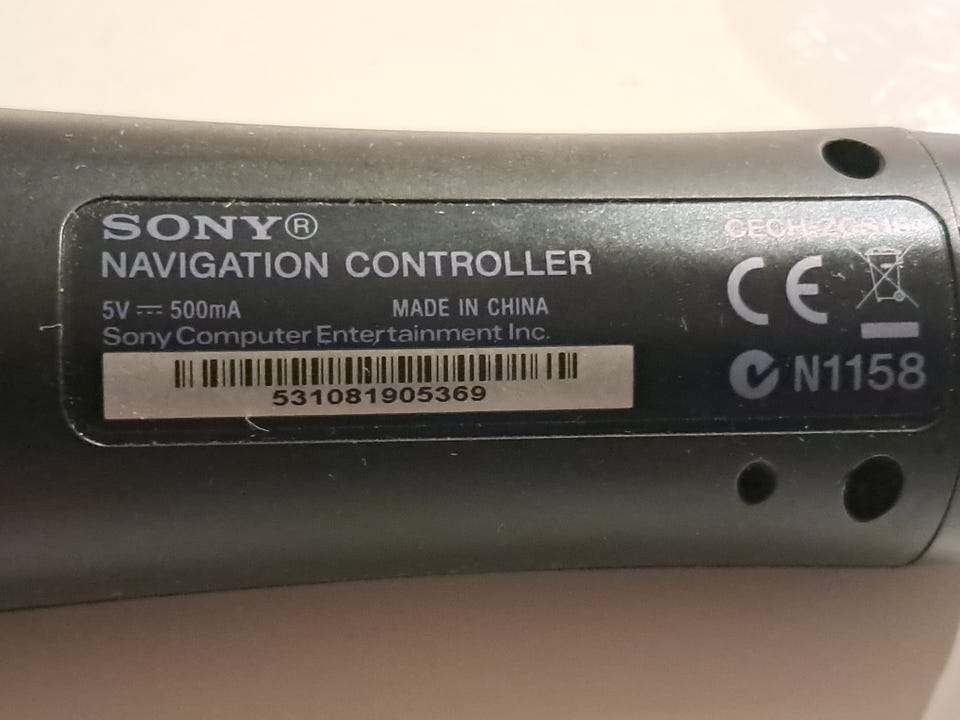 SONY®
NAVIGATION CONTROLLER
5V ⎓ 500mA MADE IN CHINA
Sony Computer Entertainment Inc.
531081905369
CE
N1158